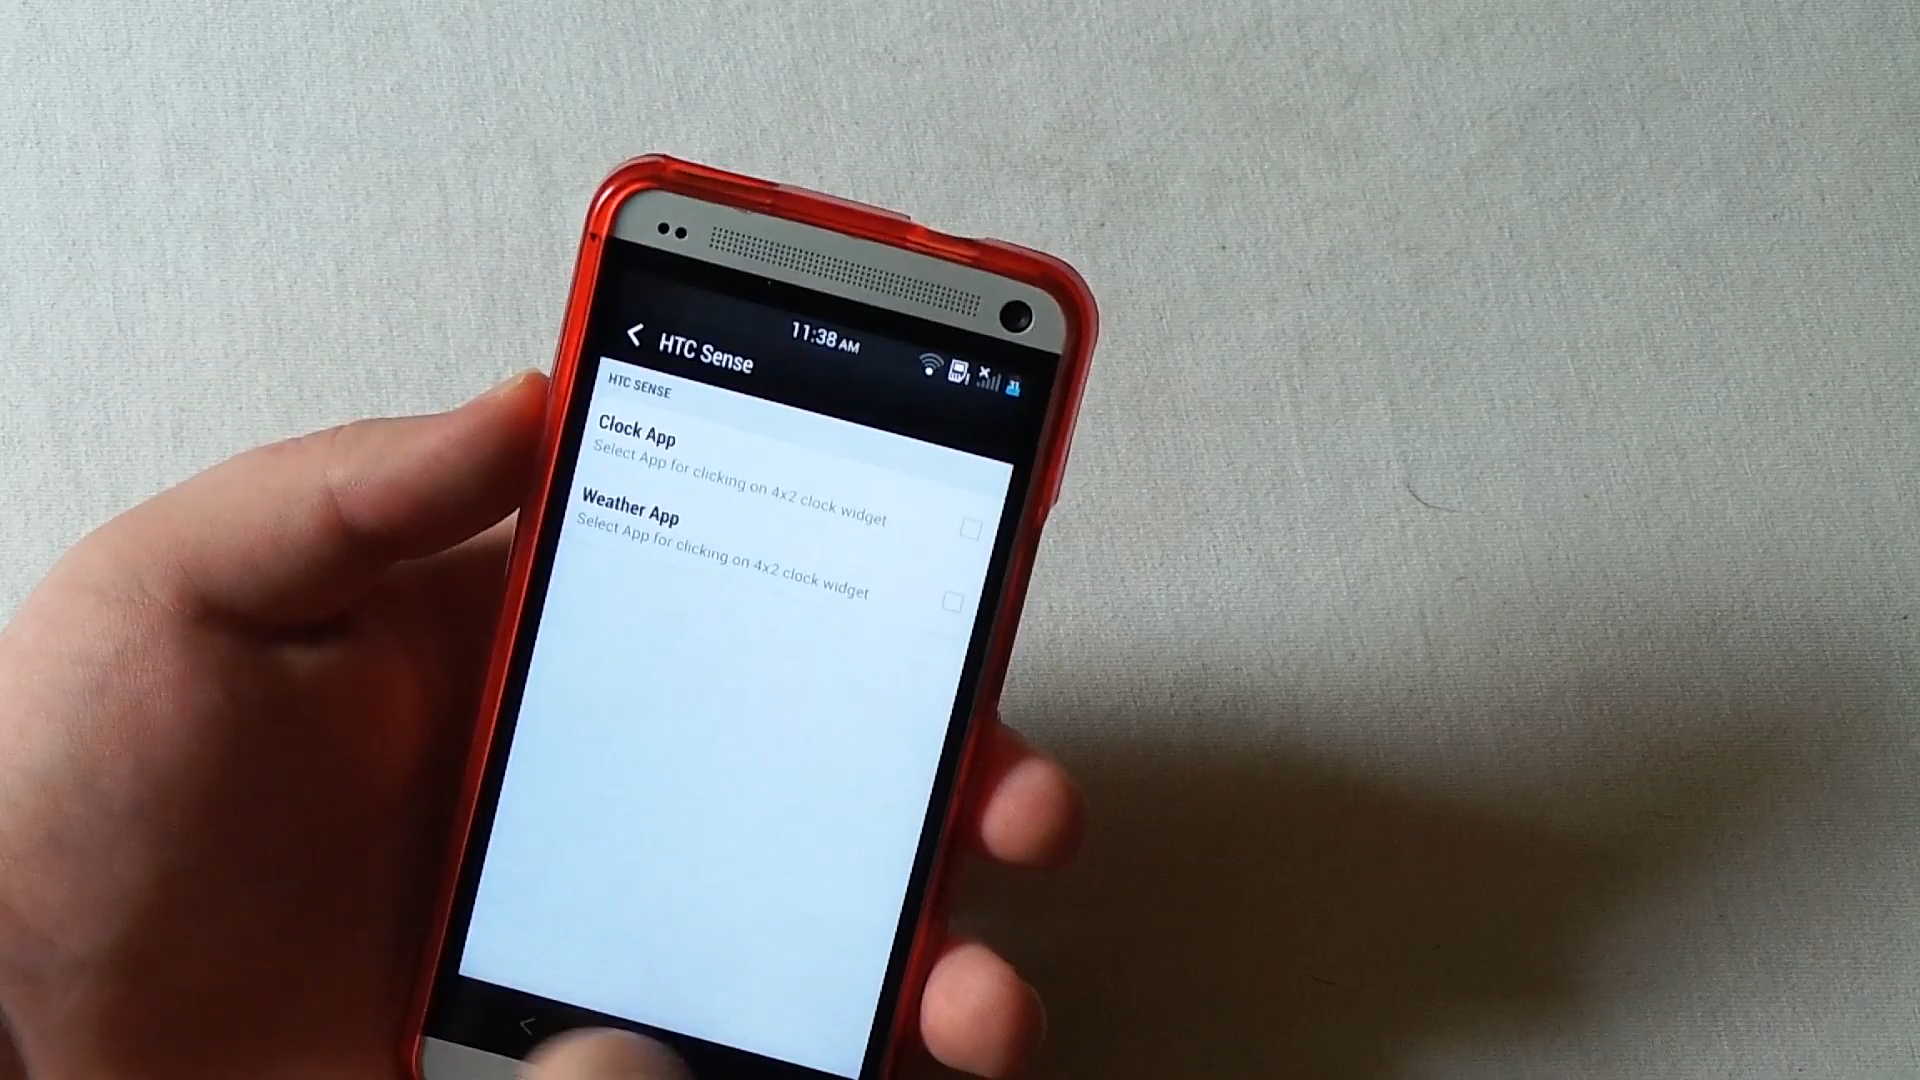 11:38 AM
31
HTC Sense
HTC SENSE
Clock App
Select App for clicking on 4x2 clock widget
Weather App
Select App for clicking on 4x2 clock widget